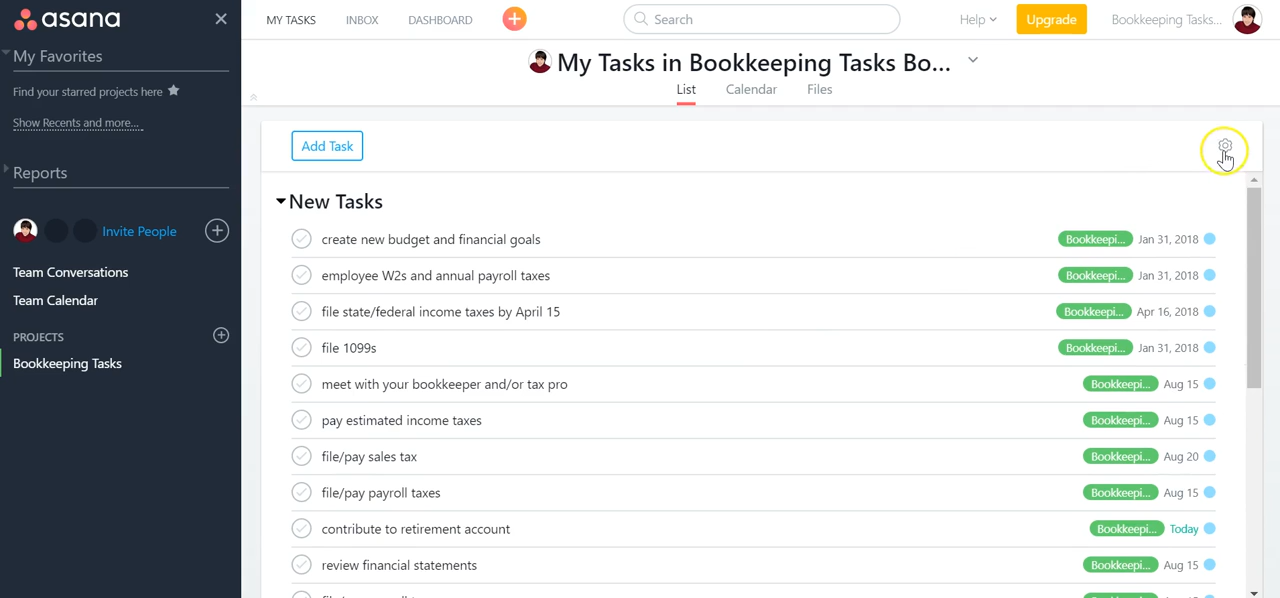 asana
MY TASKS INBOX DASHBOARD Search Help Upgrade Bookkeeping Tasks...
My Favorites
Find your starred projects here
Show Recents and more...
Reports
Invite People
Team Conversations
Team Calendar
PROJECTS
Bookkeeping Tasks
My Tasks in Bookkeeping Tasks Bo...
List Calendar Files
Add Task
New Tasks
create new budget and financial goals Bookkeepi... Jan 31, 2018
employee W2s and annual payroll taxes Bookkeepi... Jan 31, 2018
file state/federal income taxes by April 15 Bookkeepi... Apr 16, 2018
file 1099s Bookkeepi... Jan 31, 2018
meet with your bookkeeper and/or tax pro Bookkeepi... Aug 15
pay estimated income taxes Bookkeepi... Aug 15
file/pay sales tax Bookkeepi... Aug 20
file/pay payroll taxes Bookkeepi... Aug 15
contribute to retirement account Bookkeepi... Today
review financial statements Bookkeepi... Aug 15